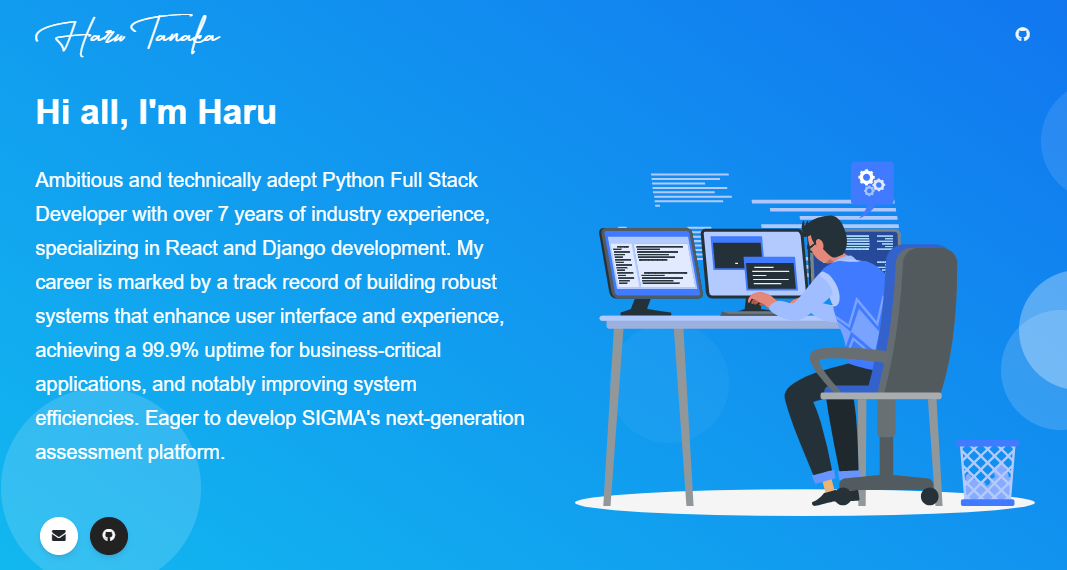 Haru Tanaka
Hi all, I'm Haru
Ambitious and technically adept Python Full Stack
Developer with over 7 years of industry experience,
specializing in React and Django development. My
career is marked by a track record of building robust
systems that enhance user interface and experience,
achieving a 99.9% uptime for business-critical
applications, and notably improving system
efficiencies. Eager to develop SIGMA's next-generation
assessment platform.